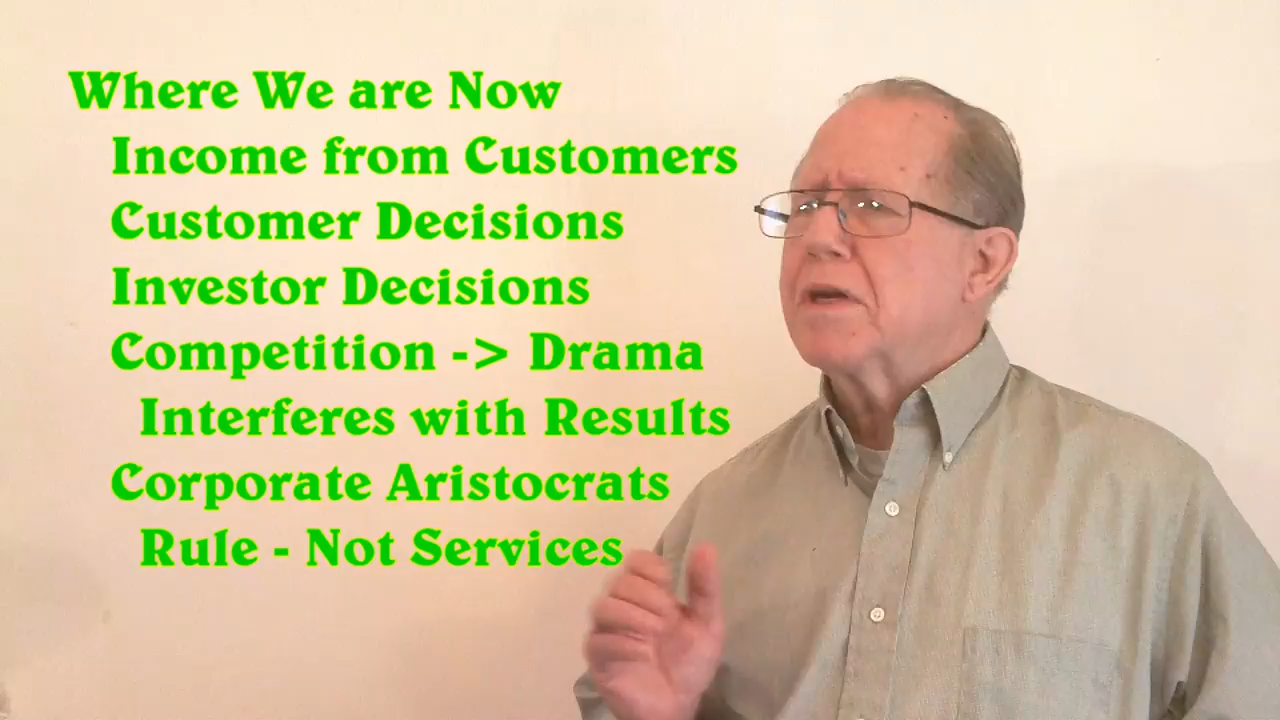 Where We are Now
Income from Customers
Customer Decisions
Investor Decisions
Competition -> Drama
Interferes with Results
Corporate Aristocrats
Rule - Not Services